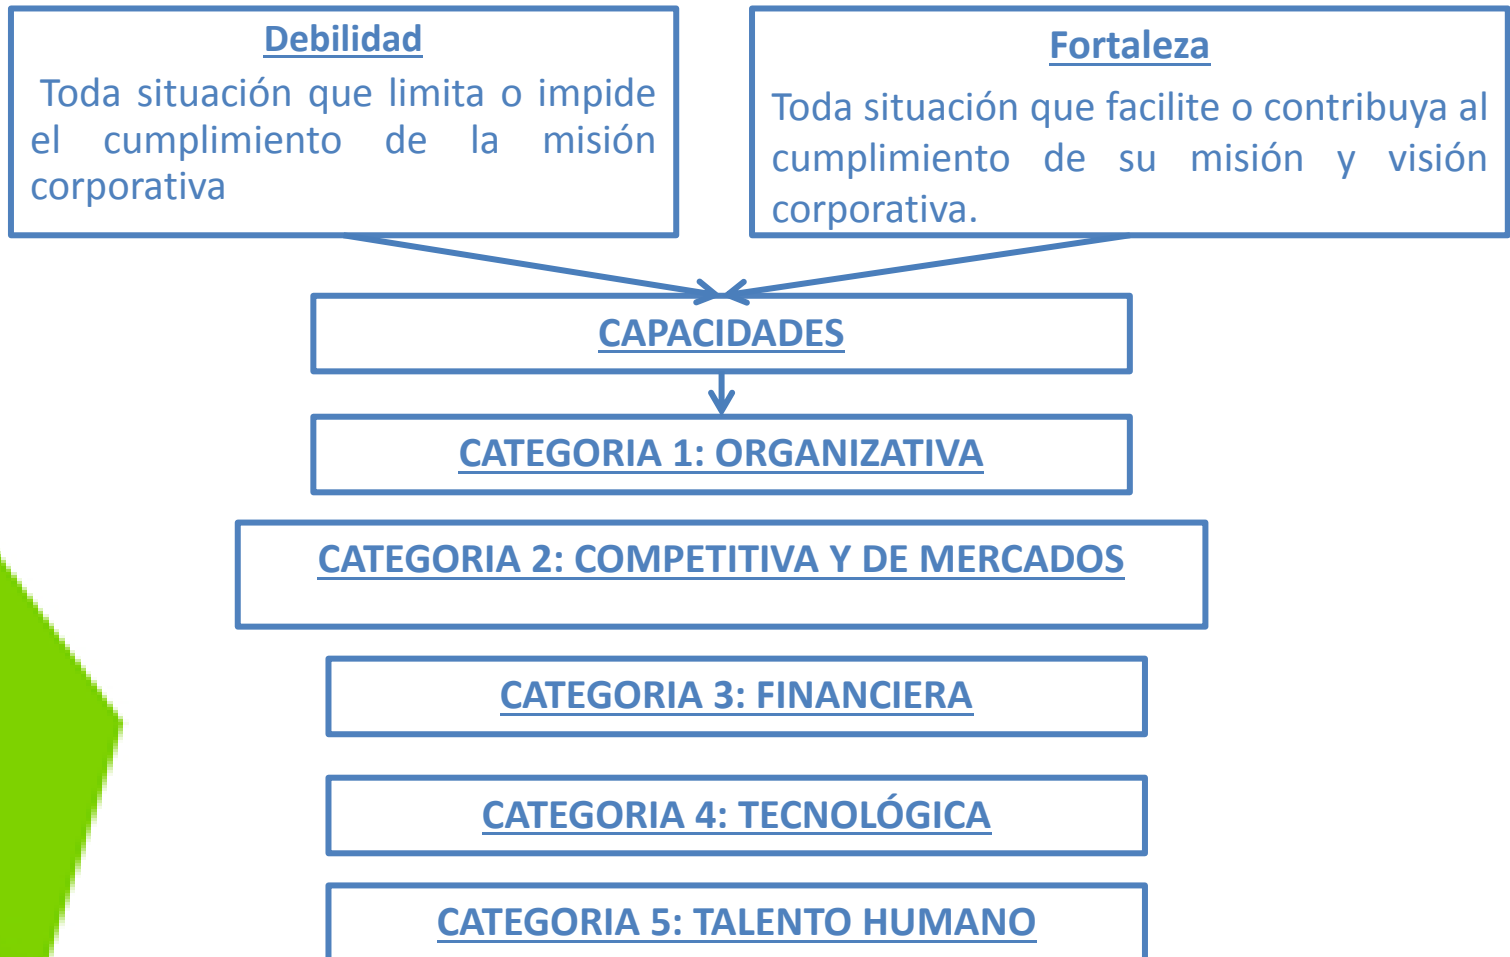 Debilidad
Toda situación que limita o impide
el cumplimiento de la misión
corporativa
Fortaleza
Toda situación que facilite o contribuya al
cumplimiento de su misión y visión
corporativa.
CAPACIDADES
CATEGORIA 1: ORGANIZATIVA
CATEGORIA 2: COMPETITIVA Y DE MERCADOS
CATEGORIA 3: FINANCIERA
CATEGORIA 4: TECNOLÓGICA
CATEGORIA 5: TALENTO HUMANO